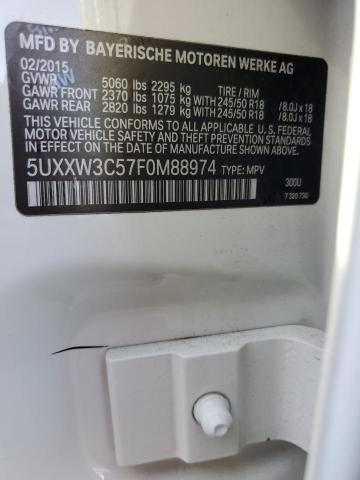 MFD BY BAYERISCHE MOTOREN WERKE AG
02/2015
GVWR 5060 lbs 2295 kg TIRE / RIM
GAWR FRONT 2370 lbs 1075 kg WITH 245/50 R18 / 8.0J x 18
GAWR REAR 2820 lbs 1279 kg WITH 245/50 R18 / 8.0J x 18
THIS VEHICLE CONFORMS TO ALL APPLICABLE
U.S. FEDERAL MOTOR VEHICLE SAFETY STANDARDS
IN EFFECT ON THE DATE OF MANUFACTURE SHOWN ABOVE.
5UXXW3C57F0M88974 TYPE: MPV
300U